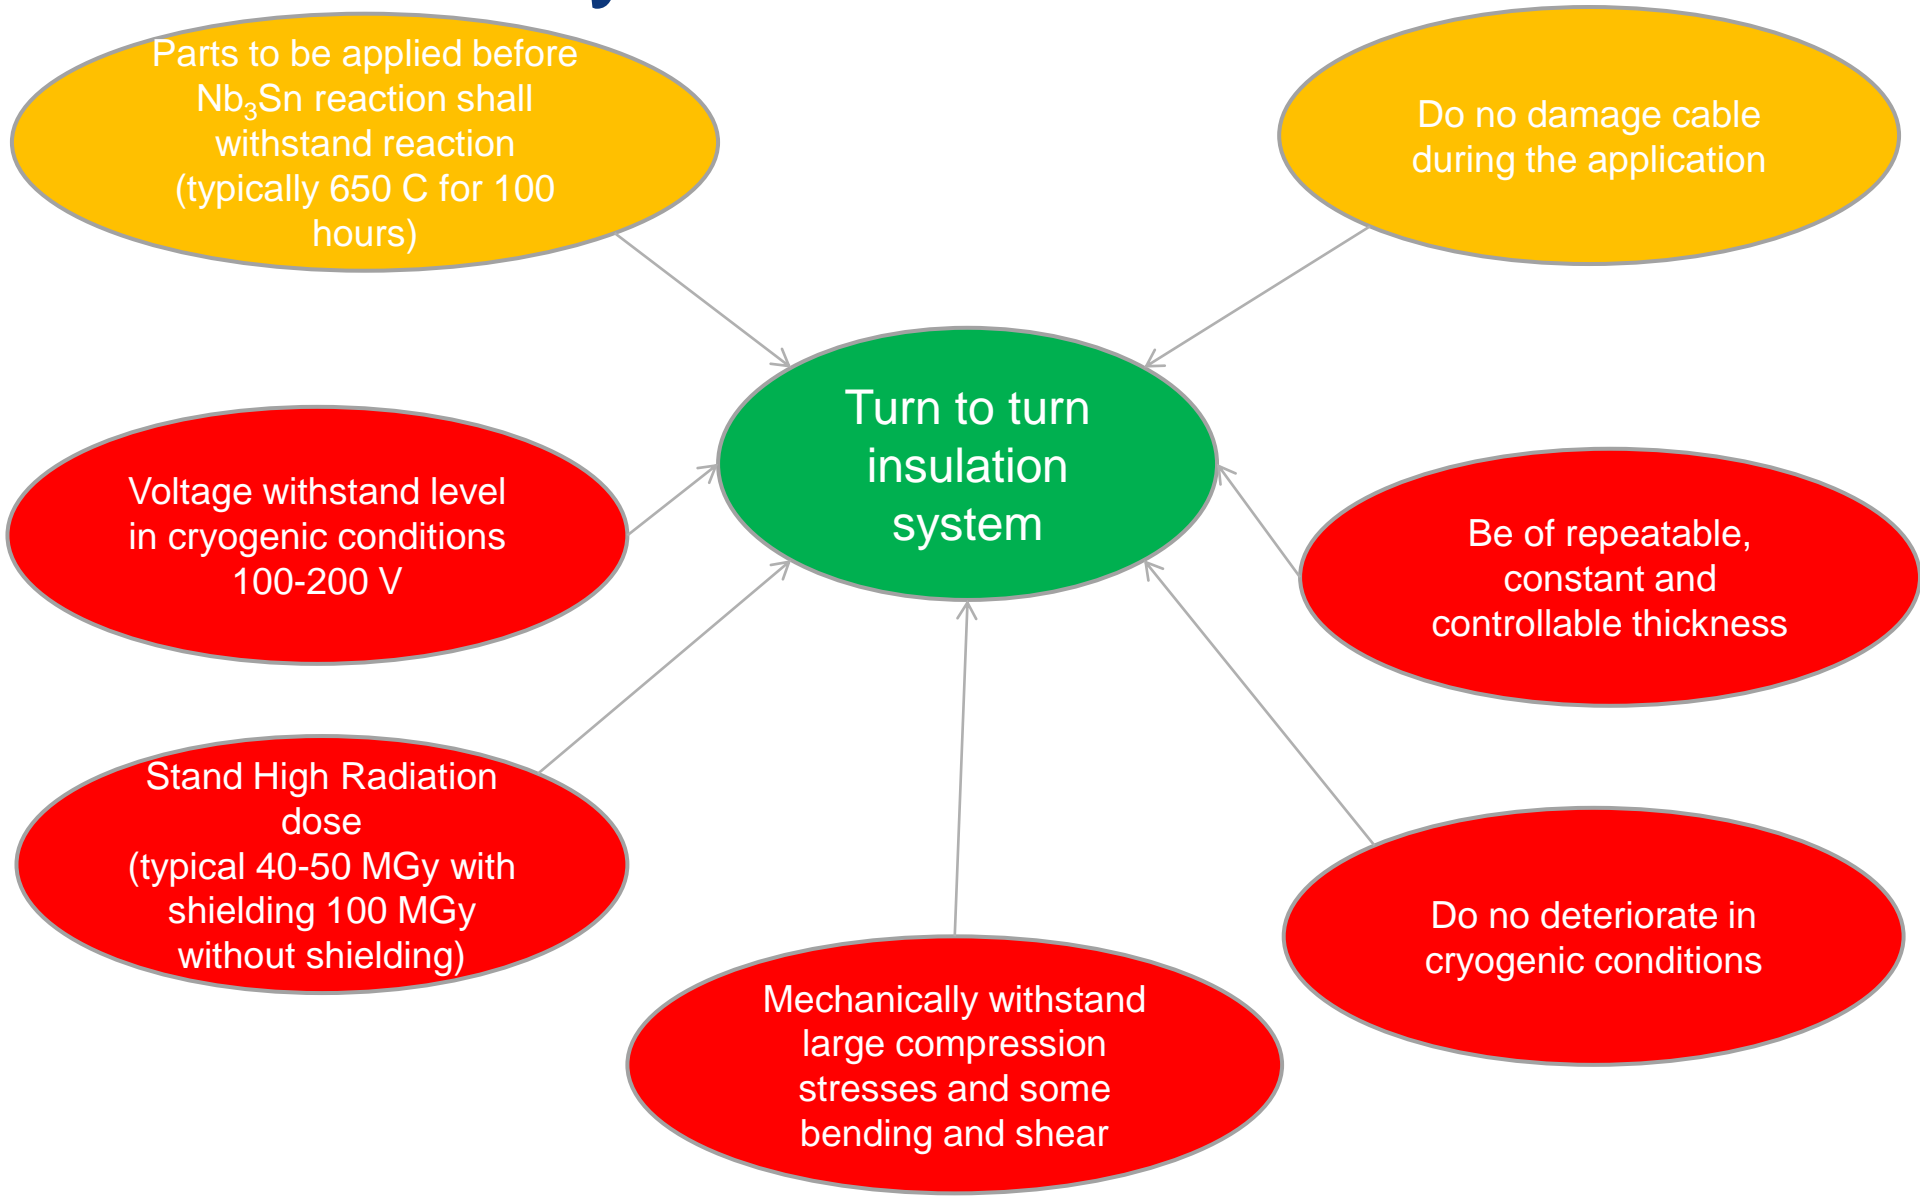 Parts to be applied before
Nb₃Sn reaction shall
withstand reaction
(typically 650 C for 100
hours)
Do no damage cable
during the application
Turn to turn
insulation
system
Voltage withstand level
in cryogenic conditions
100-200 V
Be of repeatable,
constant and
controllable thickness
Stand High Radiation
dose
(typical 40-50 MGy with
shielding 100 MGy
without shielding)
Do no deteriorate in
cryogenic conditions
Mechanically withstand
large compression
stresses and some
bending and shear